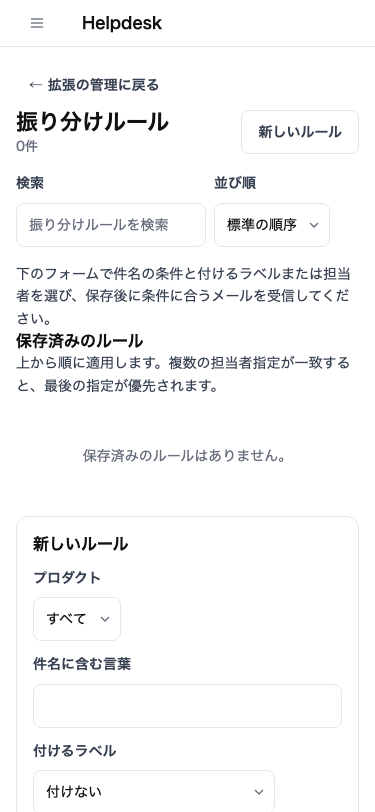 Helpdesk
← 拡張の管理に戻る
振り分けルール
0件
新しいルール
検索
並び順
振り分けルールを検索
標準の順序
下のフォームで件名の条件と付けるラベルまたは担当
者を選び、保存後に条件に合うメールを受信してくだ
さい。
保存済みのルール
上から順に適用します。複数の担当者指定が一致する
と、最後の指定が優先されます。
保存済みのルールはありません。
新しいルール
プロダクト
すべて
件名に含む言葉
付けるラベル
付けない